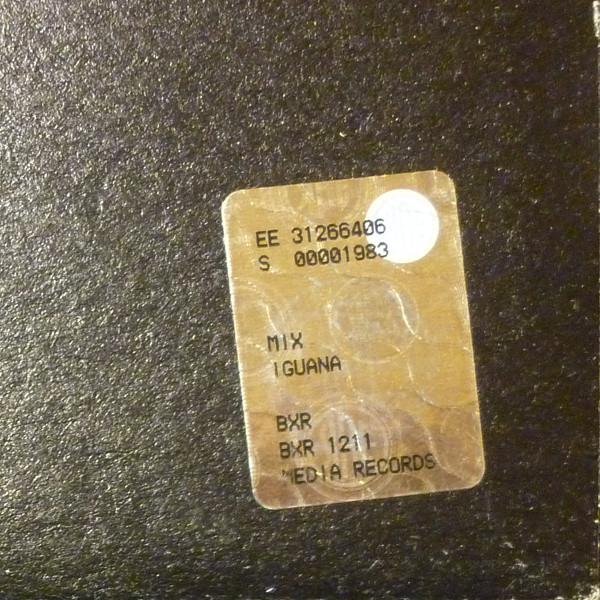 EE 31266406
S 00001983
MIX
IGUANA
BXR
BXR 1211
MEDIA RECORDS